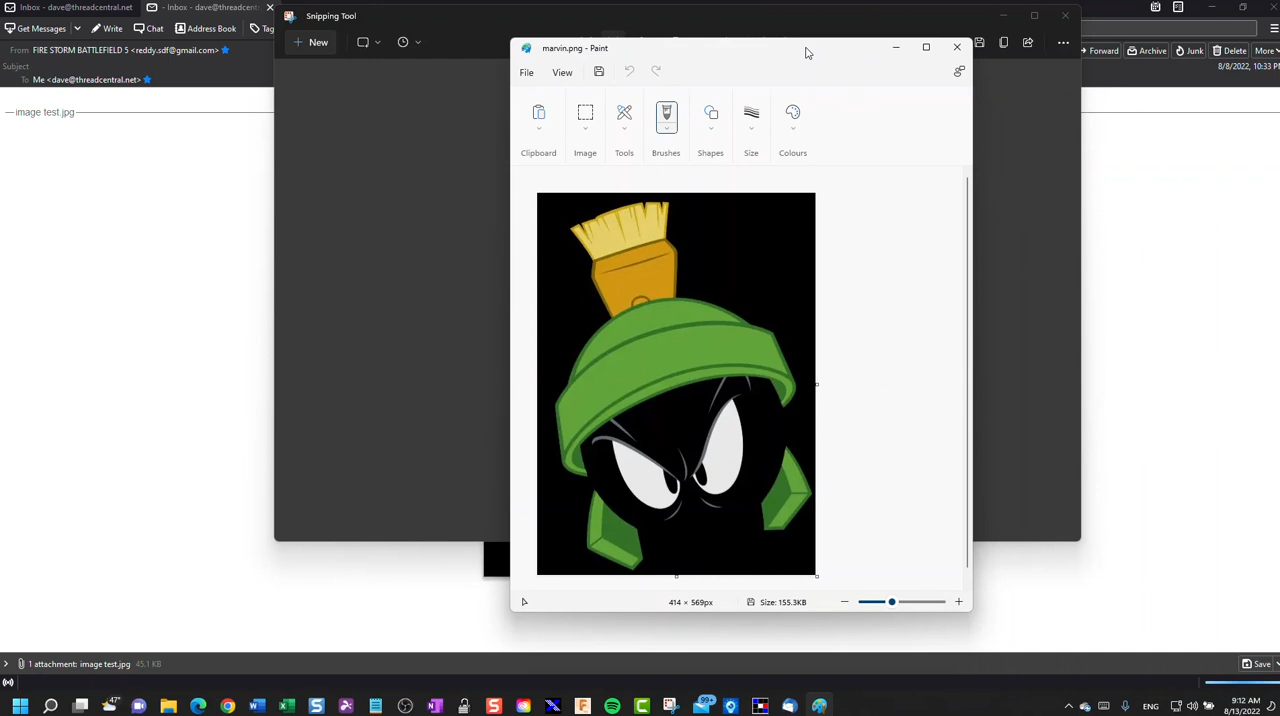 Inbox - dave@threadcentral.net
- Inbox - dave@threadcentral.net
Snipping Tool
Get Messages
Write
Chat
Address Book
Tag
New
Forward
Archive
Junk
Delete
More
From FIRE STORM BATTLEFIELD 5 <reddy.sdf@gmail.com>
Subject
8/8/2022, 10:33 PM
To Me <dave@threadcentral.net>
image test.jpg
marvin.png - Paint
File
View
Clipboard
Image
Tools
Brushes
Shapes
Size
Colours
414 × 569px
Size: 155.3KB
1 attachment: image test.jpg 45.1 KB
Save
47°
99+
ENG
9:12 AM
8/13/2022